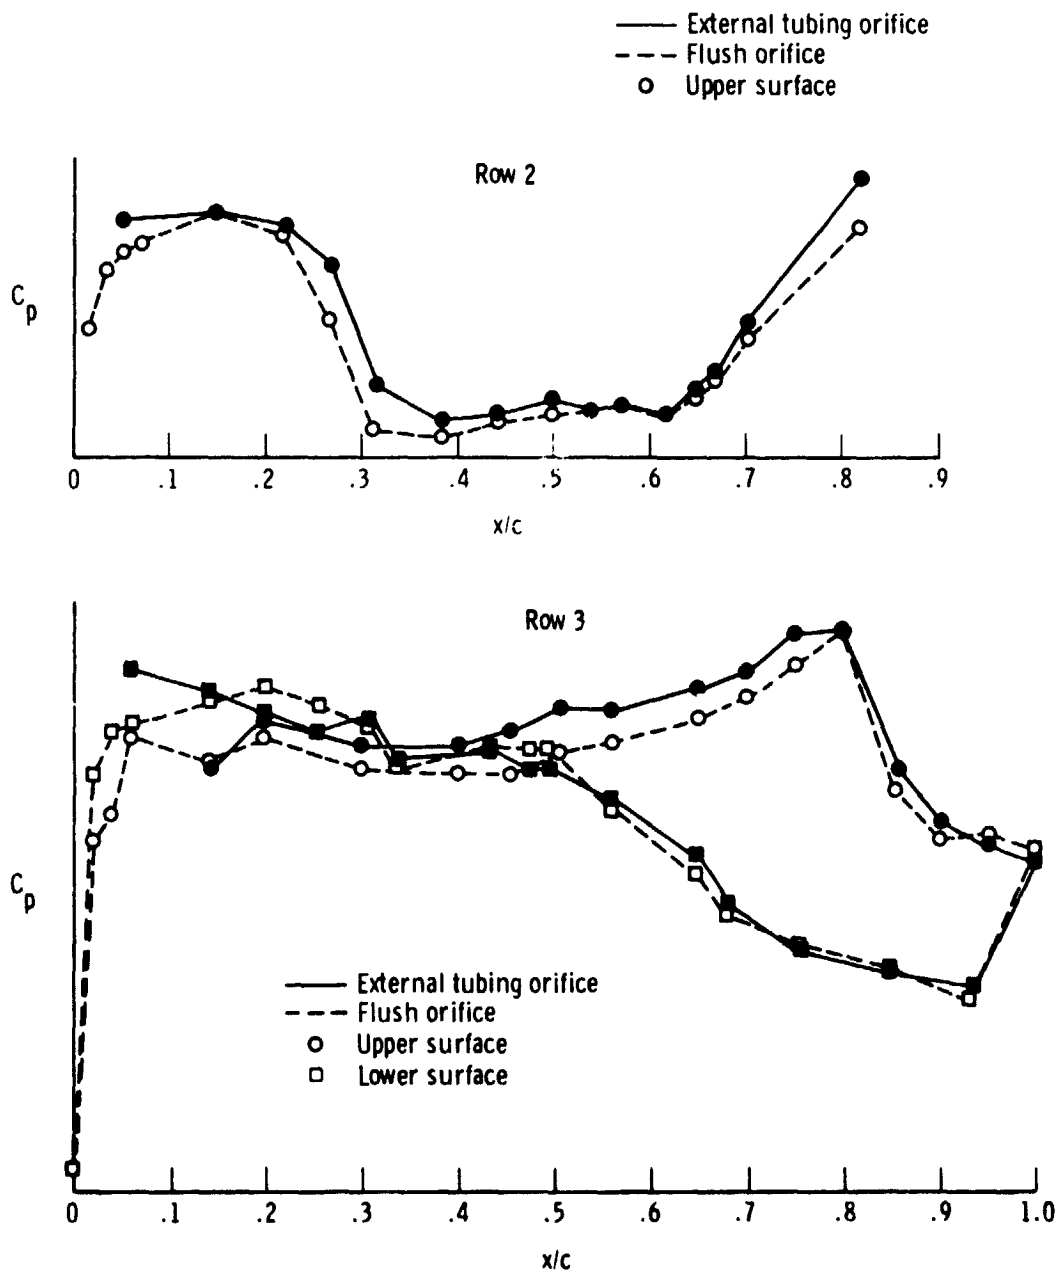 External tubing orifice
Flush orifice
Upper surface
Row 2
Cp
0 .1 .2 .3 .4 .5 .6 .7 .8 .9
x/c
Row 3
Cp
External tubing orifice
Flush orifice
Upper surface
Lower surface
0 .1 .2 .3 .4 .5 .6 .7 .8 .9 1.0
x/c